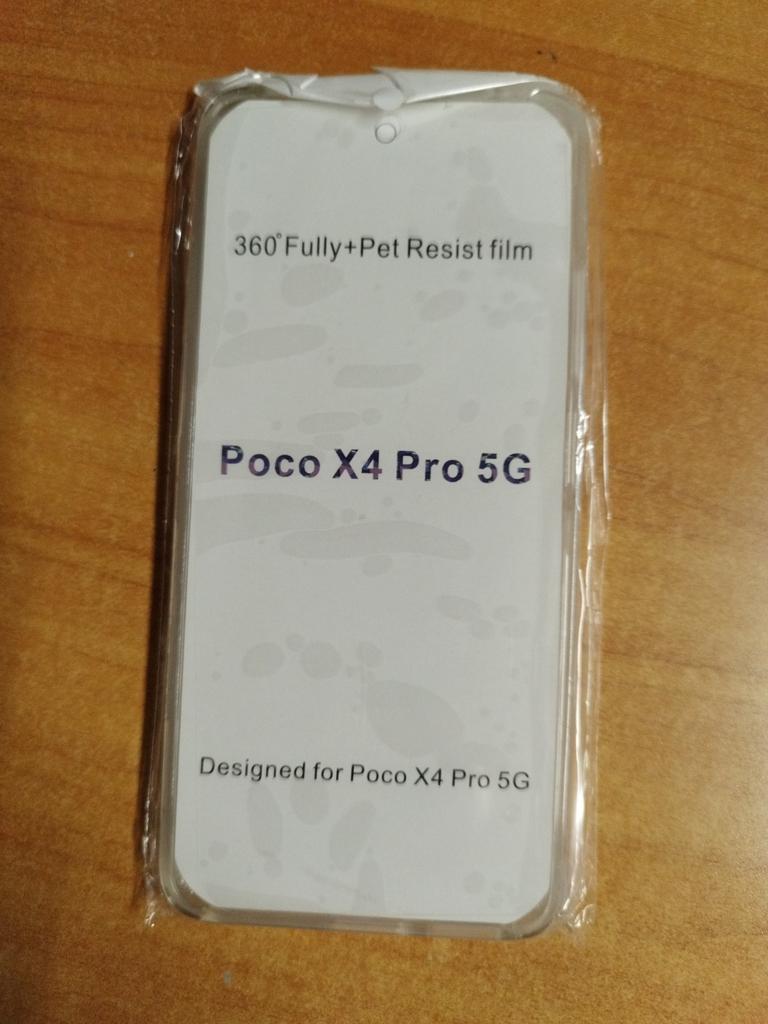 360°Fully+Pet Resist film
Poco X4 Pro 5G
Designed for Poco X4 Pro 5G